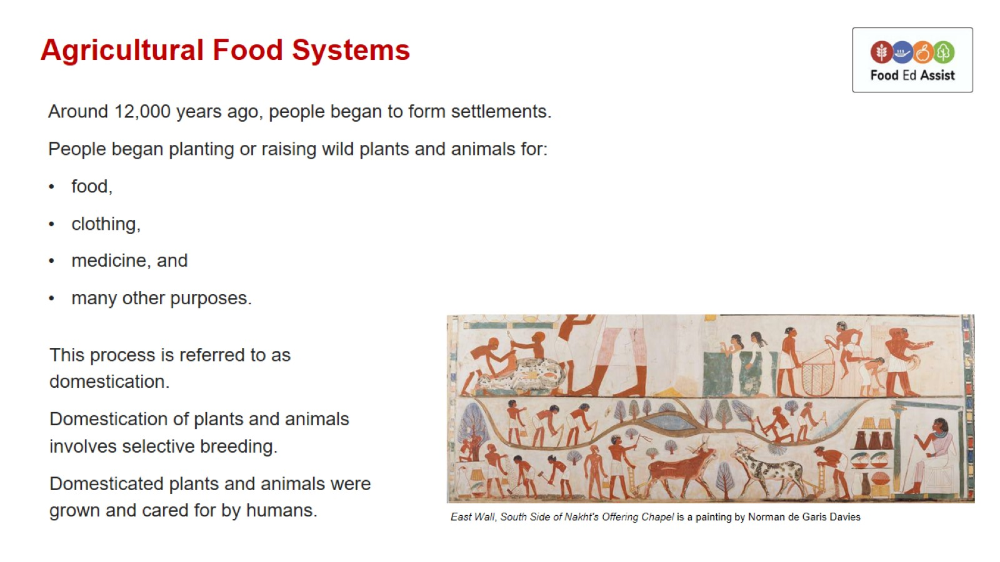 Agricultural Food Systems
Food Ed Assist
Around 12,000 years ago, people began to form settlements.
People began planting or raising wild plants and animals for:
• food,
• clothing,
• medicine, and
• many other purposes.
This process is referred to as
domestication.
Domestication of plants and animals
involves selective breeding.
Domesticated plants and animals were
grown and cared for by humans.
East Wall, South Side of Nakht's Offering Chapel is a painting by Norman de Garis Davies